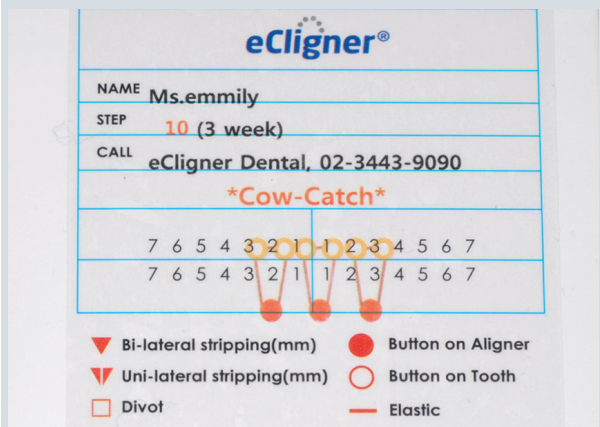 eCligner®
NAME Ms.emmily
STEP 10 (3 week)
CALL eCligner Dental, 02-3443-9090
*Cow-Catch*
7 6 5 4 3 2 1 1 2 3 4 5 6 7
7 6 5 4 3 2 1 1 2 3 4 5 6 7
Bi-lateral stripping(mm) Button on Aligner
Uni-lateral stripping(mm) Button on Tooth
Divot Elastic